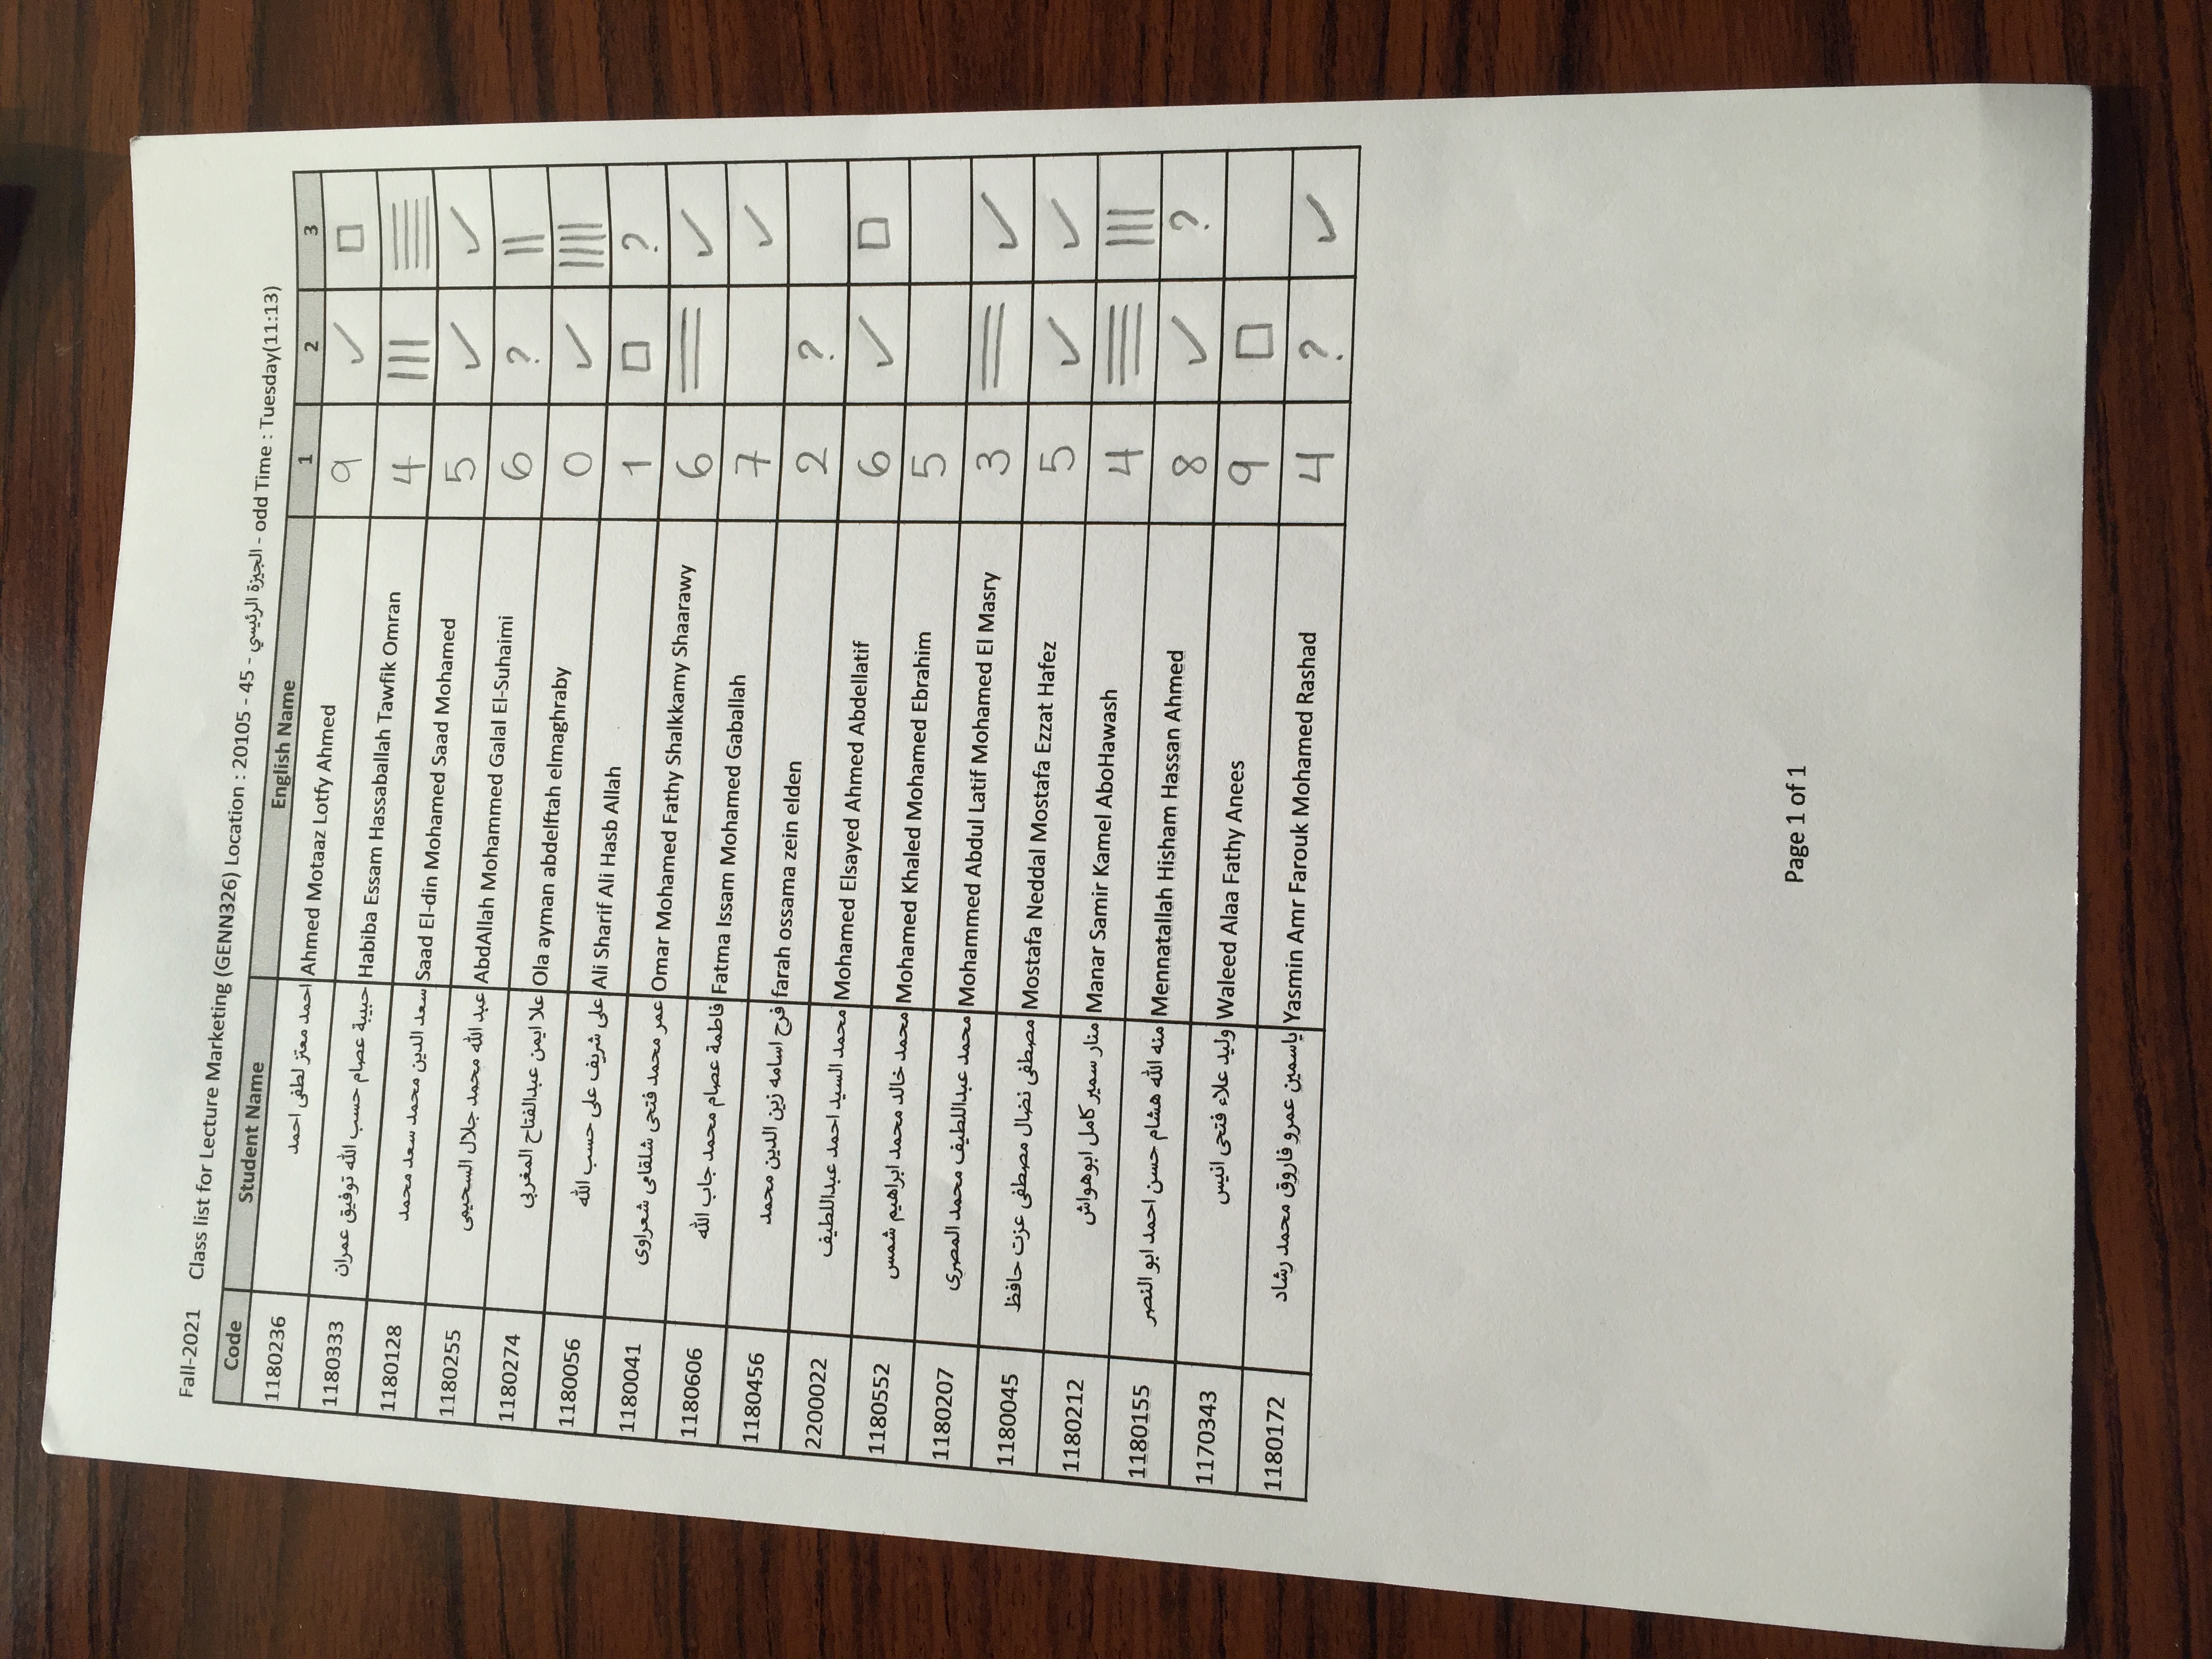 Fall-2021 Class list for Lecture Marketing (GENN326) Location : 20105 - 45 - الجيزة الرئيسي - odd Time : Tuesday(11:13)
Code Student Name English Name 1 2 3
1180236 احمد معتز لطفى احمد Ahmed Motaaz Lotfy Ahmed 9 ✓ □
1180333 حبيبة عصام حسب الله توفيق عمران Habiba Essam Hassaballah Tawfik Omran 4 ||| ☰
1180128 سعد الدين محمد سعد محمد Saad El-din Mohamed Saad Mohamed 5 ✓ ✓
1180255 عبد الله محمد جلال السحيمى AbdAllah Mohammed Galal El-Suhaimi 6 ? ||
1180274 علا ايمن عبدالفتاح المغربى Ola ayman abdelftah elmaghraby 0 ✓ ||||
1180056 على شريف على حسب الله Ali Sharif Ali Hasb Allah 1 □ ?
1180041 عمر محمد فتحى شلقامى شعراوى Omar Mohamed Fathy Shalkkamy Shaarawy 6 = ✓
1180606 فاطمة عصام محمد جاب الله Fatma Issam Mohamed Gaballah 7 ✓
1180456 فرح اسامه زين الدين محمد farah ossama zein elden 2 ?
2200022 محمد السيد احمد عبداللطيف Mohamed Elsayed Ahmed Abdellatif 6 ✓ □
1180552 محمد خالد محمد ابراهيم شمس Mohamed Khaled Mohamed Ebrahim 5
1180207 محمد عبداللطيف محمد المصرى Mohammed Abdul Latif Mohamed El Masry 3 = ✓
1180045 مصطفى نضال مصطفى عزت حافظ Mostafa Neddal Mostafa Ezzat Hafez 5 ✓ ✓
1180212 منار سمير كامل ابوهواش Manar Samir Kamel AboHawash 4 ≡ |||
1180155 منه الله هشام حسن احمد ابو النصر Mennatallah Hisham Hassan Ahmed 8 ✓ ?
1170343 وليد علاء فتحى انيس Waleed Alaa Fathy Anees 9 □
1180172 ياسمين عمرو فاروق محمد رشاد Yasmin Amr Farouk Mohamed Rashad 4 ? ✓
Page 1 of 1